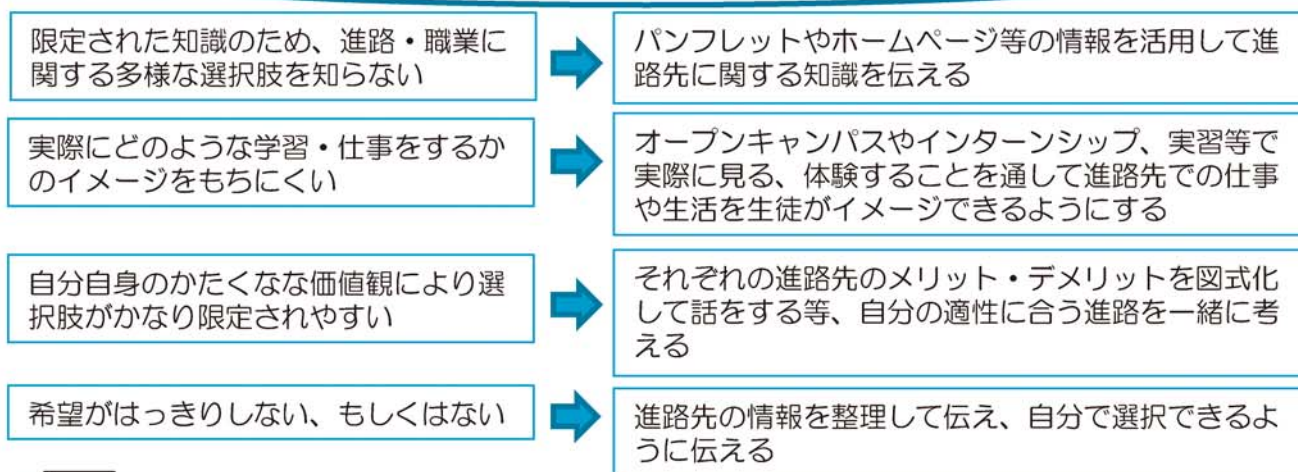 限定された知識のため、進路・職業に
関する多様な選択肢を知らない
パンフレットやホームページ等の情報を活用して進
路先に関する知識を伝える
実際にどのような学習・仕事をするか
のイメージをもちにくい
オープンキャンパスやインターンシップ、実習等で
実際に見る、体験することを通して進路先での仕事
や生活を生徒がイメージできるようにする
自分自身のかたくなな価値観により選
択肢がかなり限定されやすい
それぞれの進路先のメリット・デメリットを図式化
して話をする等、自分の適性に合う進路を一緒に考
える
希望がはっきりしない、もしくはない
進路先の情報を整理して伝え、自分で選択できるよ
うに伝える